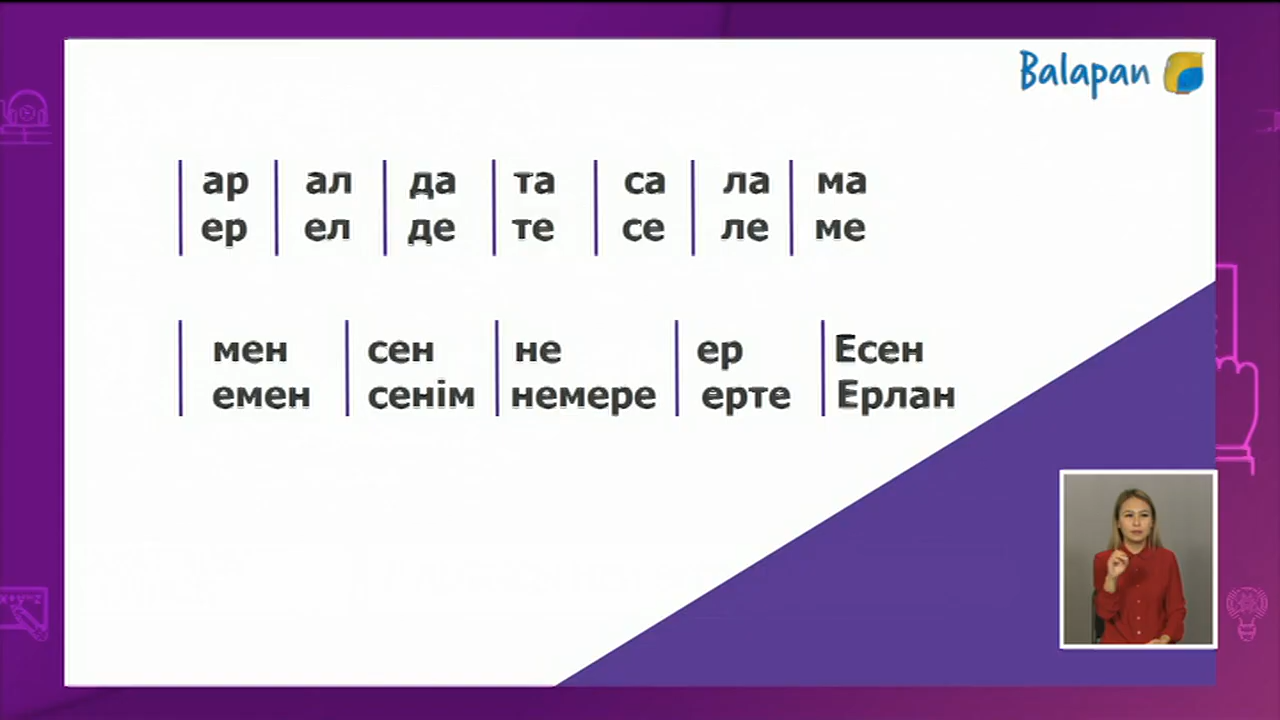 Balapan
ар ал да та са ла ма
ер ел де те се ле ме
мен сен не ер Есен
емен сенім немере ерте Ерлан